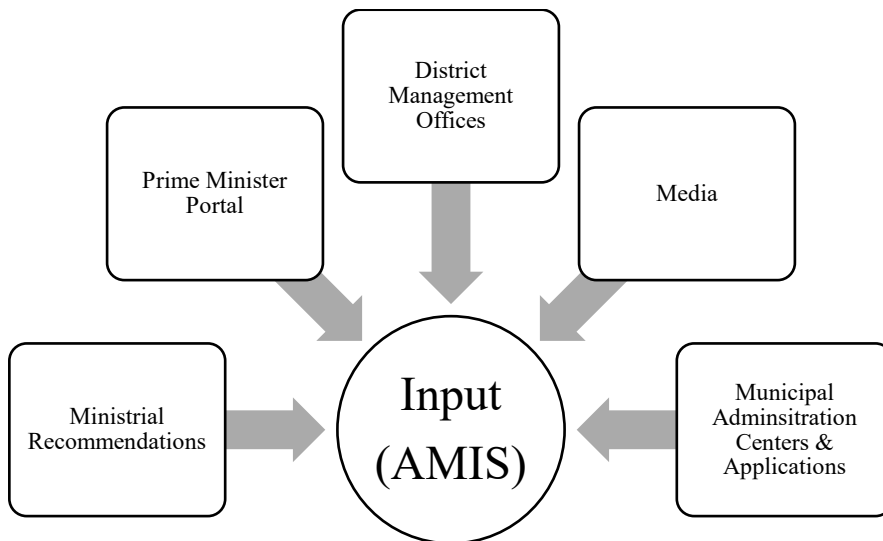 District
Management
Offices
Prime Minister
Portal
Media
Ministrial
Recommendations
Input
(AMIS)
Municipal
Adminsitration
Centers &
Applications